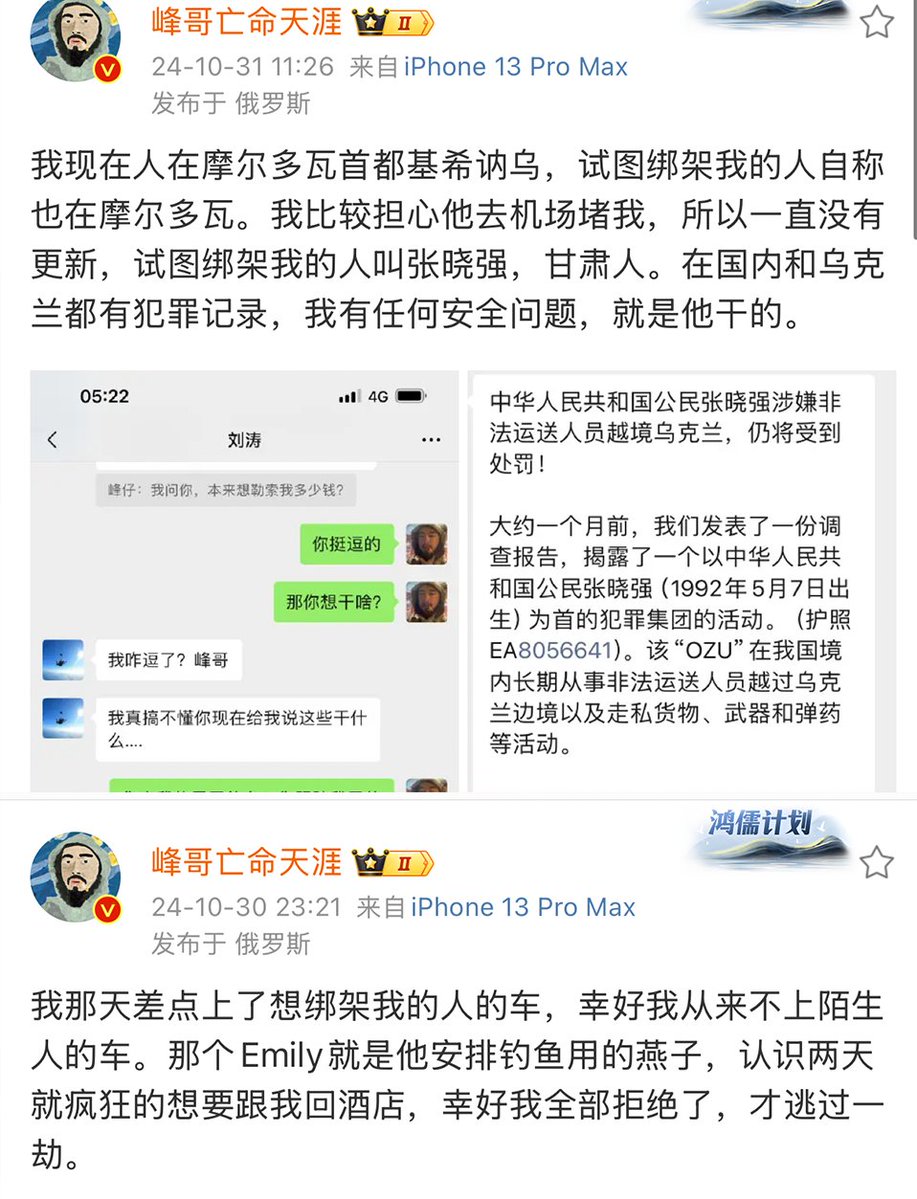 峰哥亡命天涯 II
24-10-31 11:26 来自 iPhone 13 Pro Max
发布于 俄罗斯
我现在人在摩尔多瓦首都基希讷乌，试图绑架我的人自称
也在摩尔多瓦。我比较担心他去机场堵我，所以一直没有
更新，试图绑架我的人叫张晓强，甘肃人。在国内和乌克
兰都有犯罪记录，我有任何安全问题，就是他干的。
05:22
4G
刘涛
峰仔：我问你，本来想勒索我多少钱？
你挺逗的
那你想干啥？
我咋逗了？峰哥
我真搞不懂你现在给我说这些干什
么....
中华人民共和国公民张晓强涉嫌非
法运送人员越境乌克兰，仍将受到
处罚！
大约一个月前，我们发表了一份调
查报告，揭露了一个以中华人民共
和国公民张晓强（1992年5月7日出
生）为首的犯罪集团的活动。（护照
EA8056641）。该“OZU”在我国境
内长期从事非法运送人员越过乌克
兰边境以及走私货物、武器和弹药
等活动。
鸿儒计划
峰哥亡命天涯 II
24-10-30 23:21 来自 iPhone 13 Pro Max
发布于 俄罗斯
我那天差点上了想绑架我的人的车，幸好我从来不上陌生
人的车。那个Emily就是他安排钓鱼用的燕子，认识两天
就疯狂的想要跟我回酒店，幸好我全部拒绝了，才逃过一
劫。